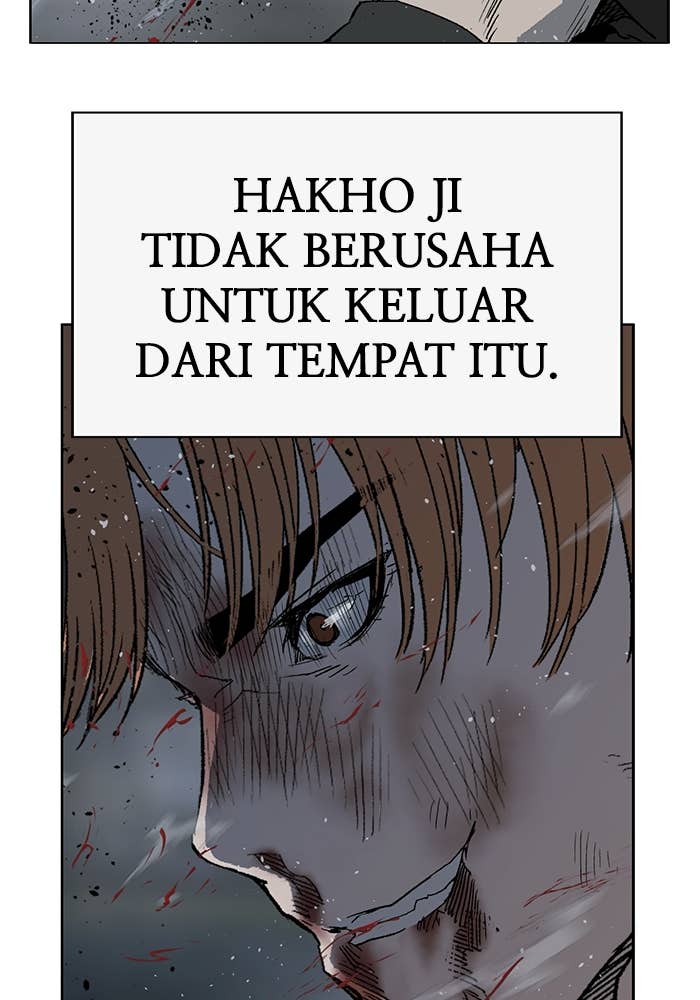 HAKHO JI
TIDAK BERUSAHA
UNTUK KELUAR
DARI TEMPAT ITU.